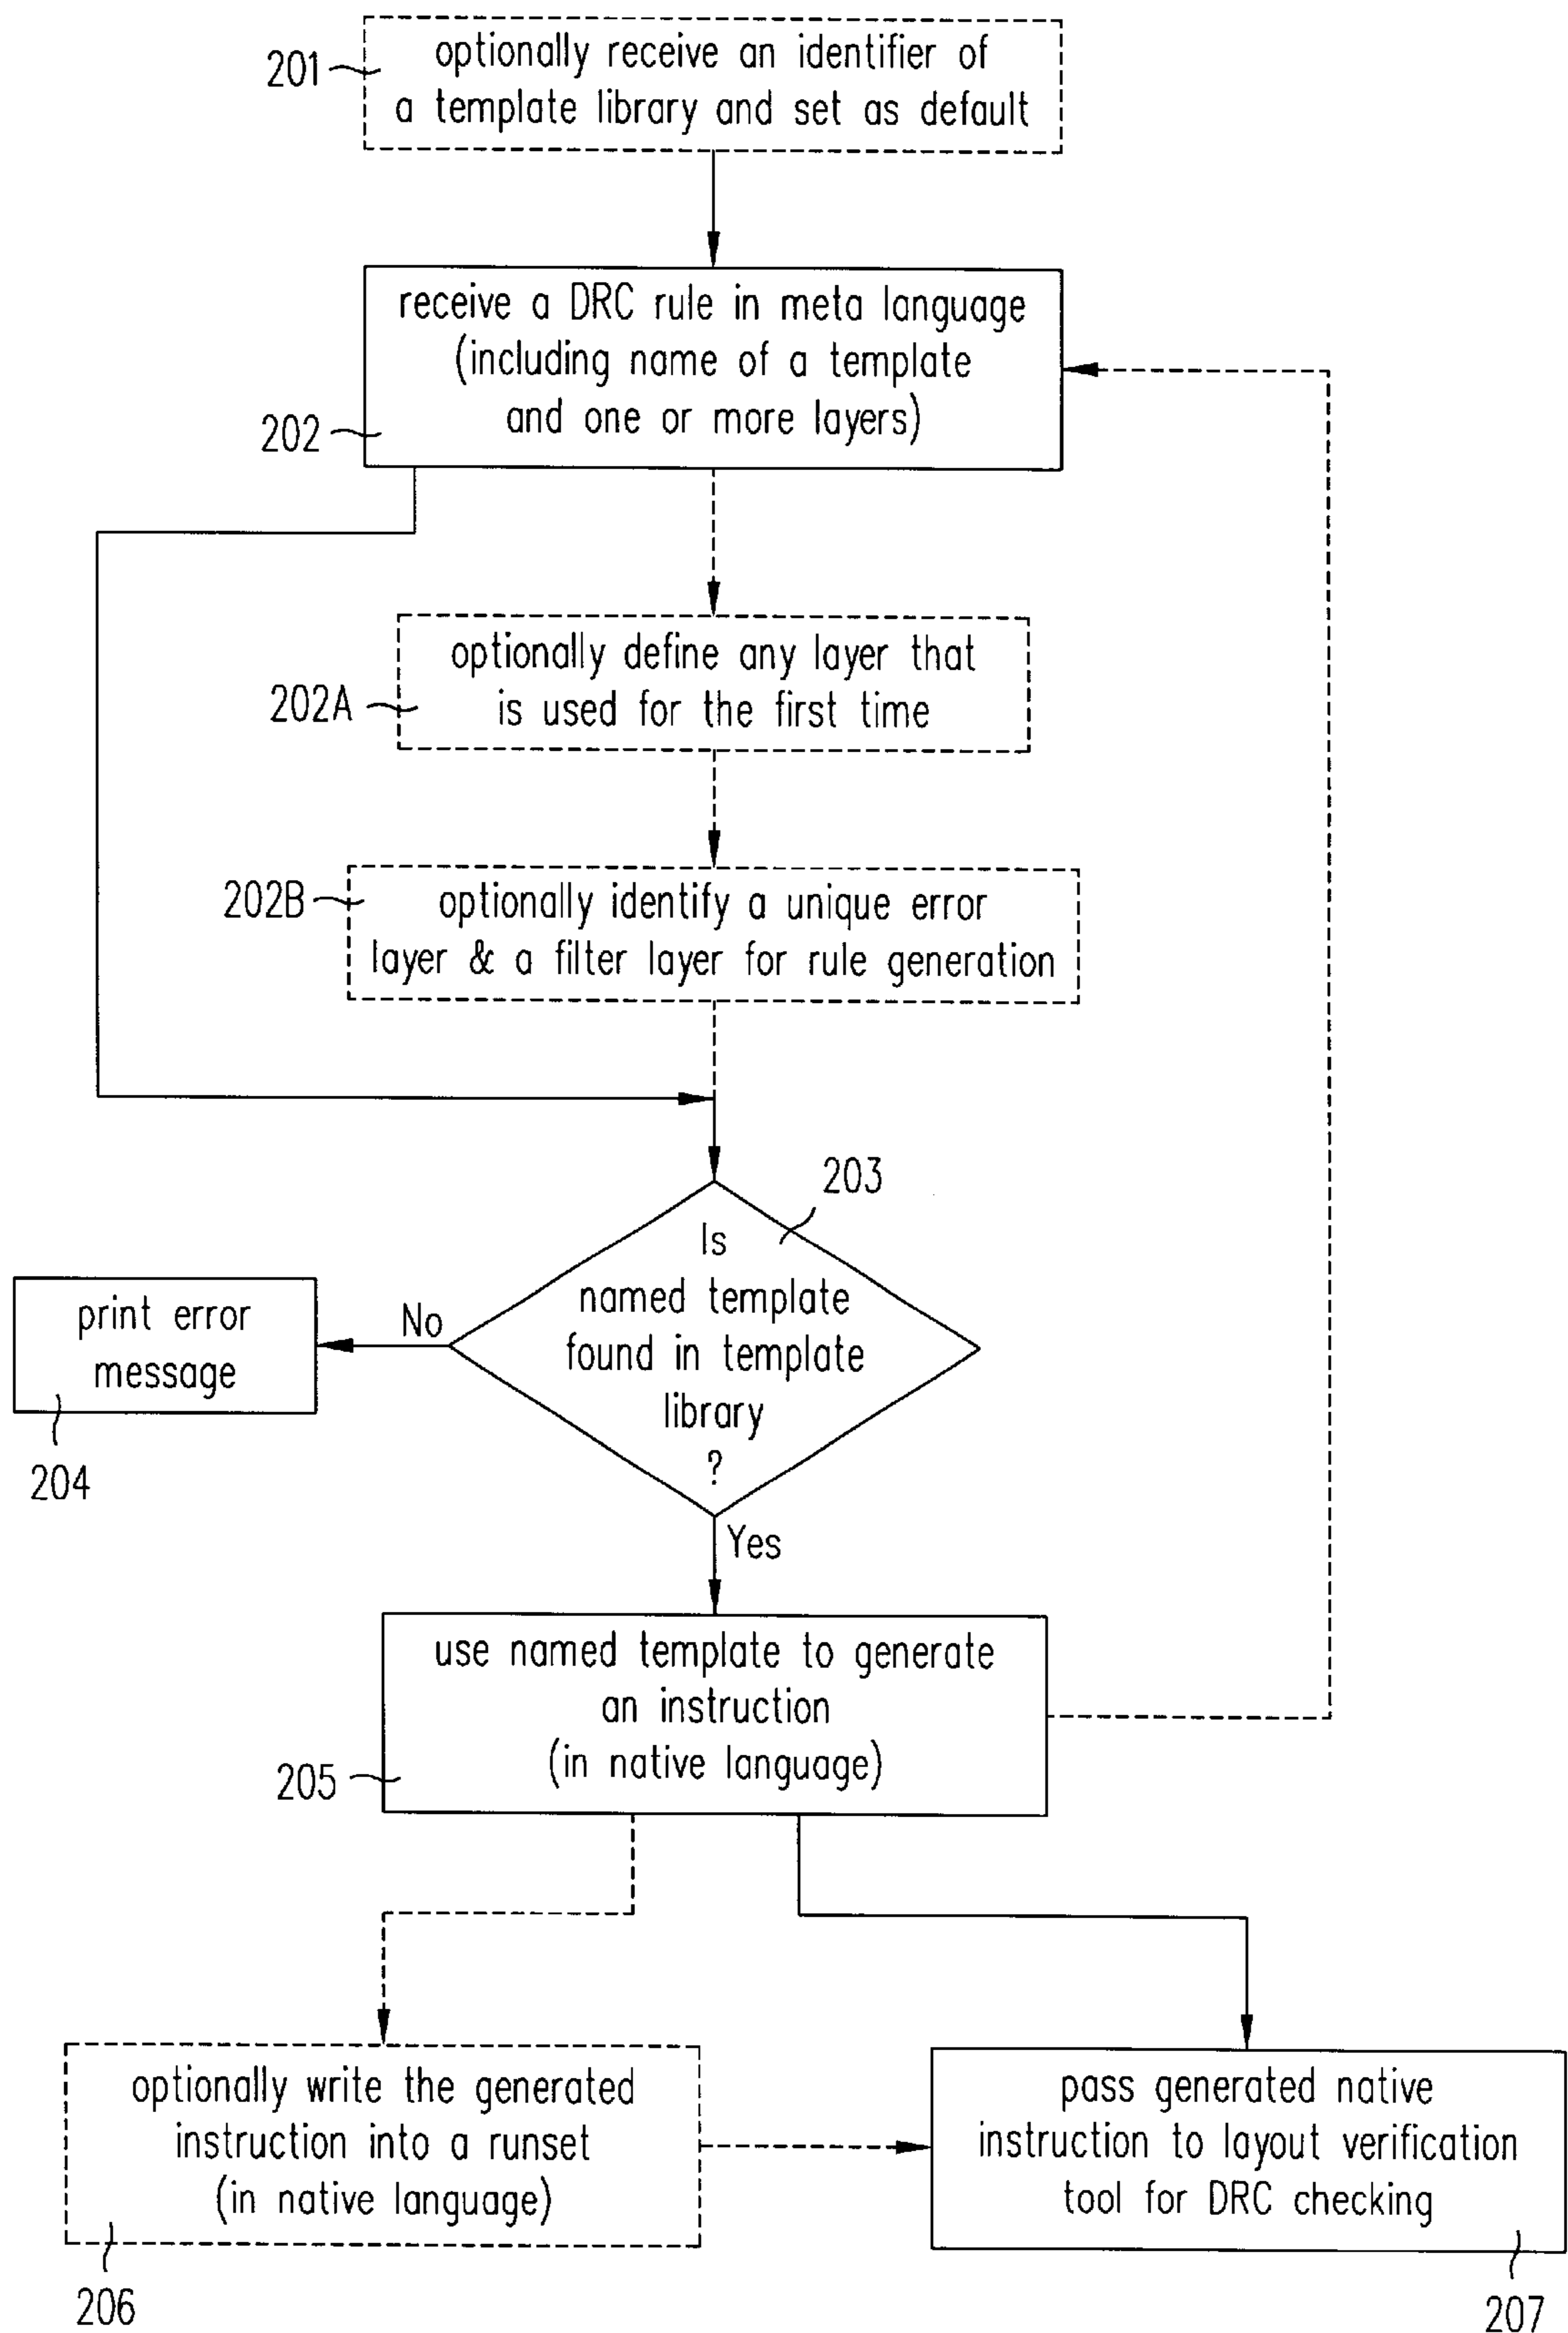 201
optionally receive an identifier of
a template library and set as default
receive a DRC rule in meta language
(including name of a template
and one or more layers)
202
optionally define any layer that
is used for the first time
202A
202B
optionally identify a unique error
layer & a filter layer for rule generation
203
Is
named template
found in template
library
?
No
print error
message
204
Yes
use named template to generate
an instruction
(in native language)
205
optionally write the generated
instruction into a runset
(in native language)
206
pass generated native
instruction to layout verification
tool for DRC checking
207